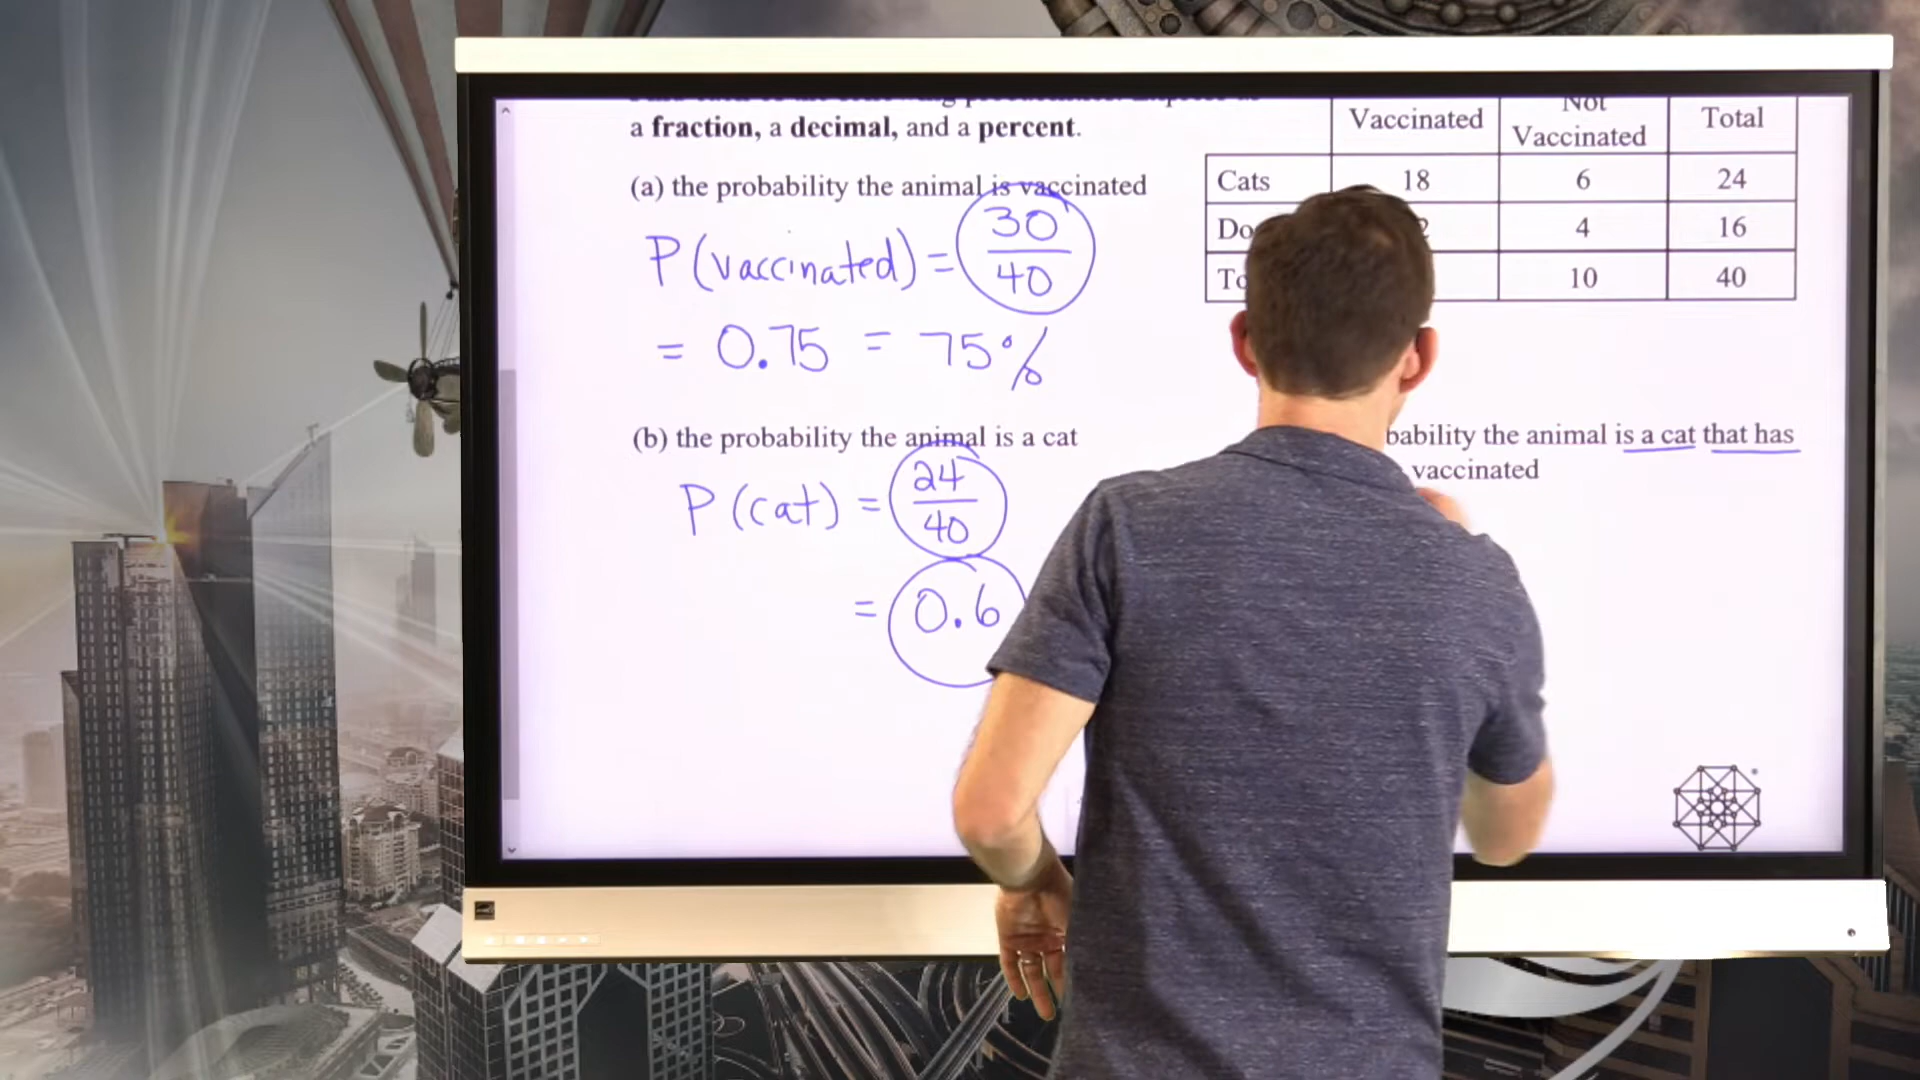 a fraction, a decimal, and a percent.
(a) the probability the animal is vaccinated
P(vaccinated) = 30/40
= 0.75 = 75%
(b) the probability the animal is a cat
P(cat) = 24/40
= 0.6
Vaccinated Not Vaccinated Total
Cats 18 6 24
4 16
10 40
the animal is a cat that has
vaccinated